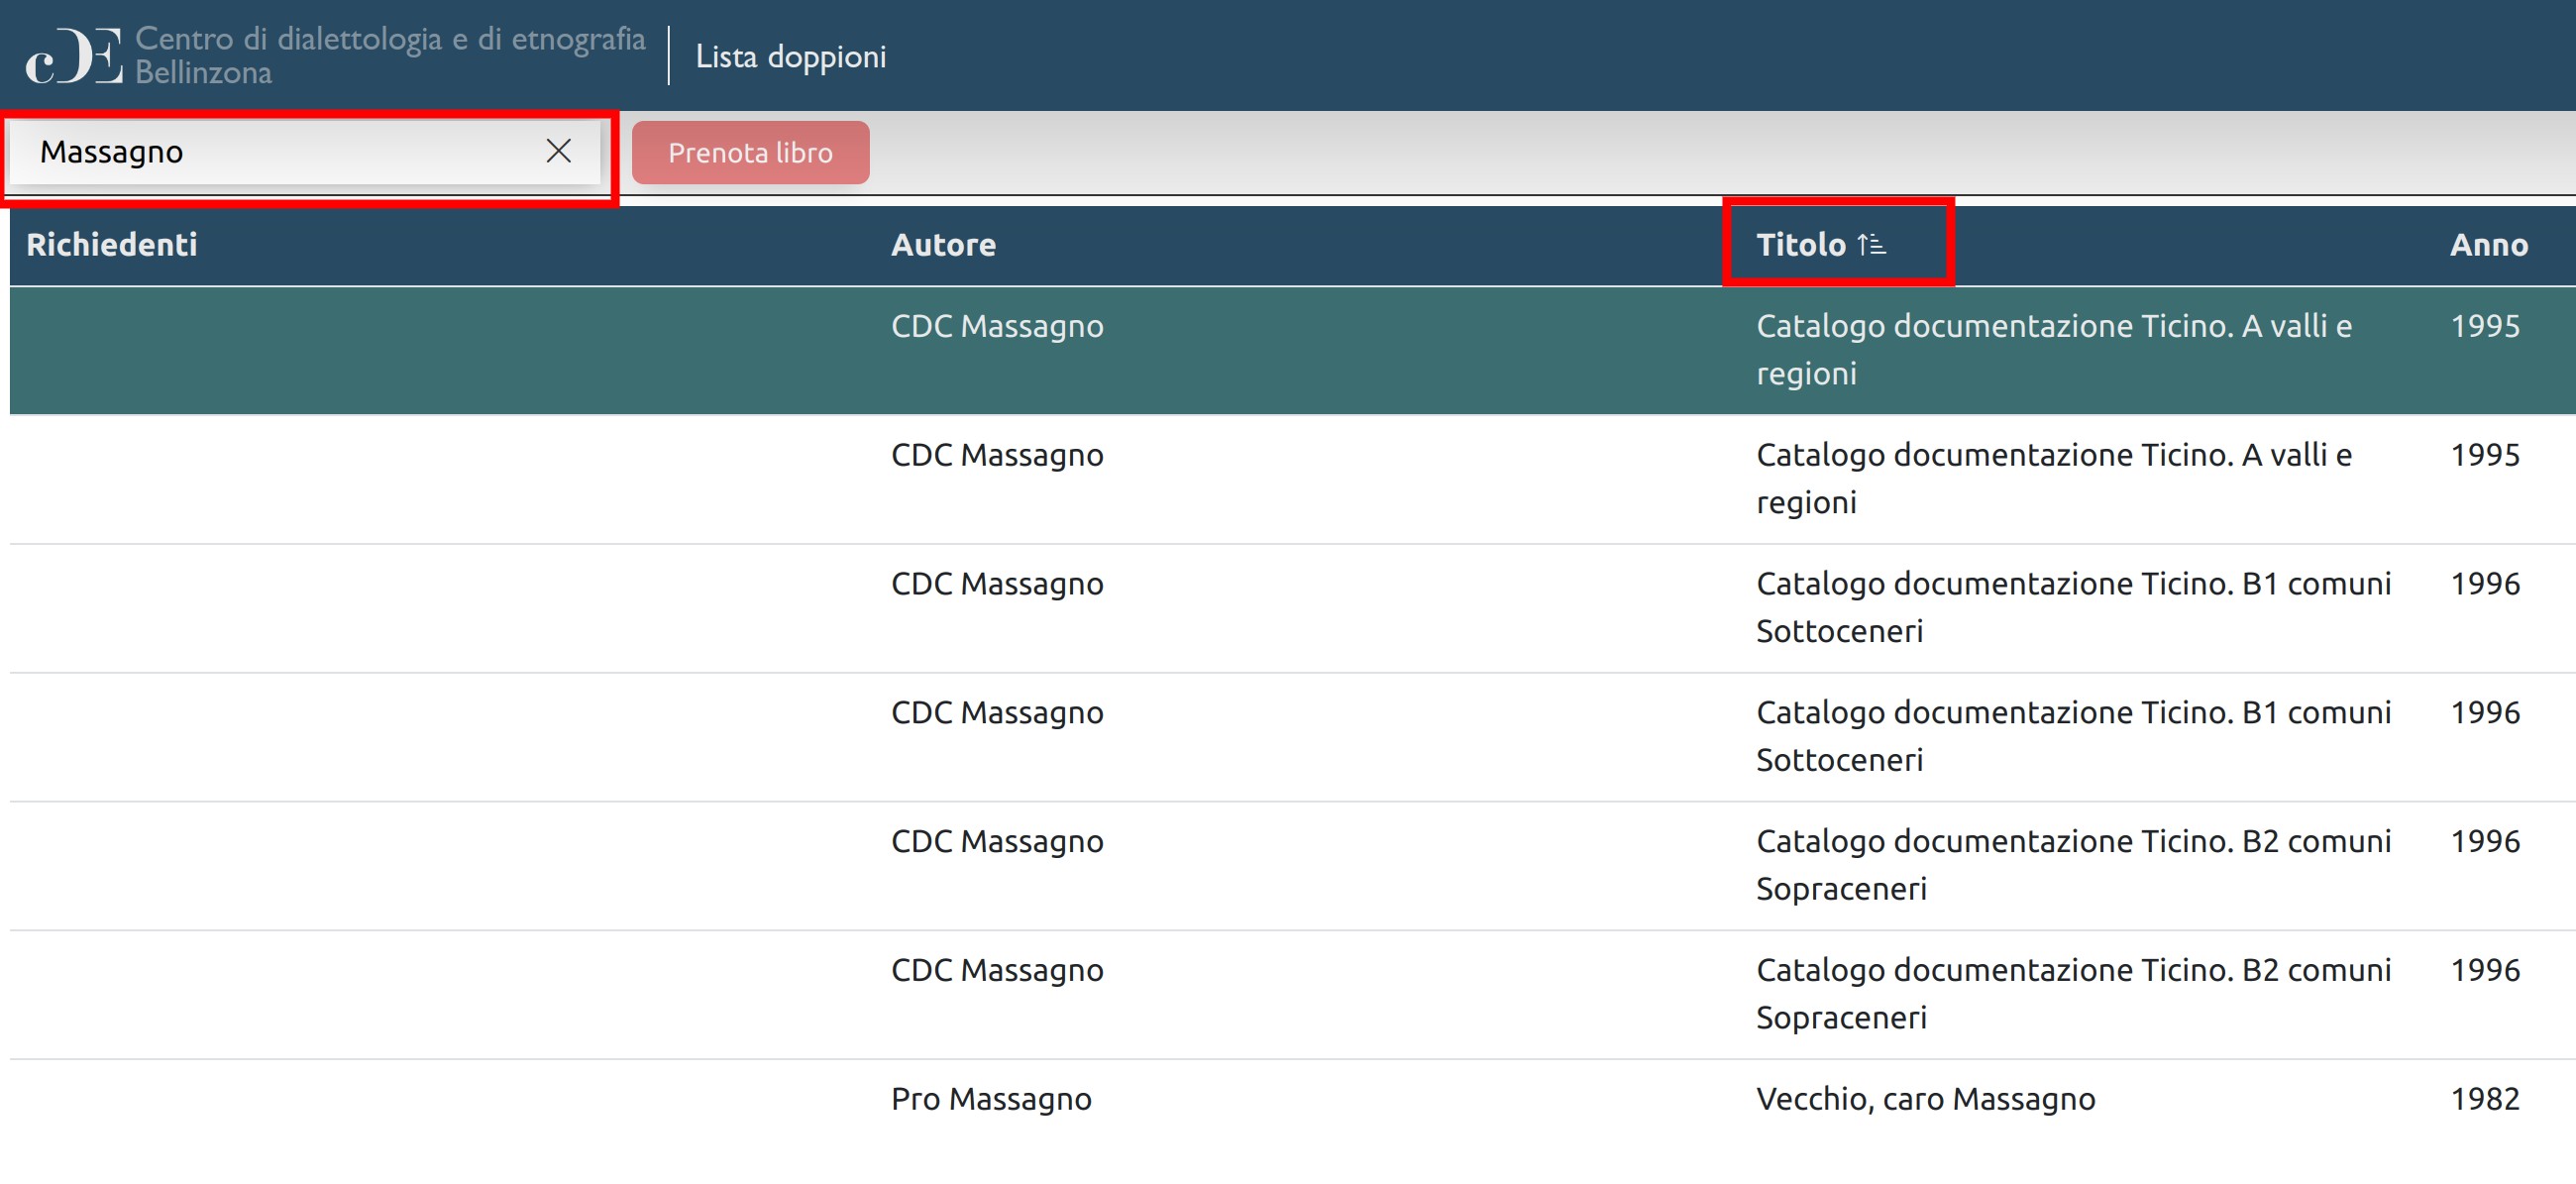 cDE Centro di dialettologia e di etnografia
Bellinzona
Lista doppioni
Massagno
Prenota libro
Richiedenti Autore Titolo Anno
CDC Massagno Catalogo documentazione Ticino. A valli e 1995
regioni
CDC Massagno Catalogo documentazione Ticino. A valli e 1995
regioni
CDC Massagno Catalogo documentazione Ticino. B1 comuni 1996
Sottoceneri
CDC Massagno Catalogo documentazione Ticino. B1 comuni 1996
Sottoceneri
CDC Massagno Catalogo documentazione Ticino. B2 comuni 1996
Sopraceneri
CDC Massagno Catalogo documentazione Ticino. B2 comuni 1996
Sopraceneri
Pro Massagno Vecchio, caro Massagno 1982